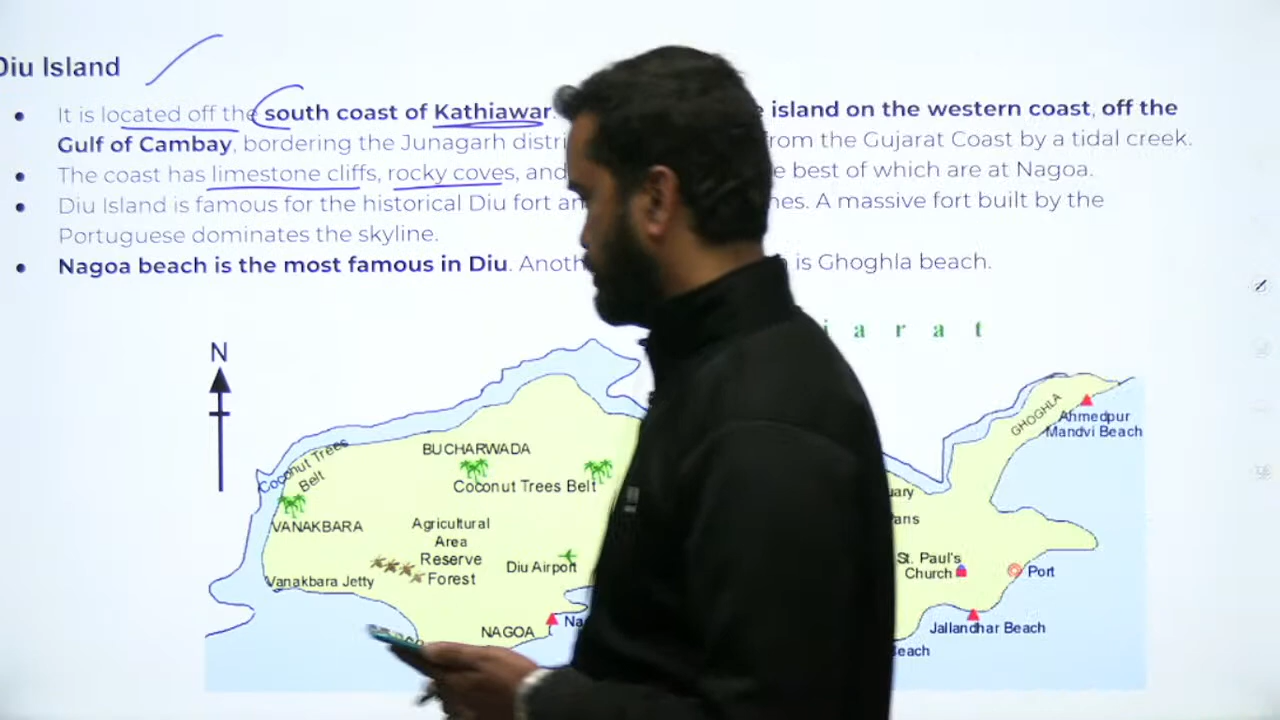 Diu Island
• It is located off the south coast of Kathiawar. island on the western coast, off the
Gulf of Cambay, bordering the Junagarh from the Gujarat Coast by a tidal creek.
• The coast has limestone cliffs, rocky coves, and best of which are at Nagoa.
• Diu Island is famous for the historical Diu fort A massive fort built by the
Portuguese dominates the skyline.
• Nagoa beach is the most famous in Diu. is Ghoghla beach.
a r a t
N
GHOGHLA
Ahmedpur
Mandvi Beach
Coconut Trees
Belt
BUCHARWADA
Coconut Trees Belt
VANAKBARA
Agricultural
Area
Reserve
Forest
Diu Airport
St. Paul's
Church
Port
Vanakbara Jetty
NAGOA
Jallandhar Beach
Beach